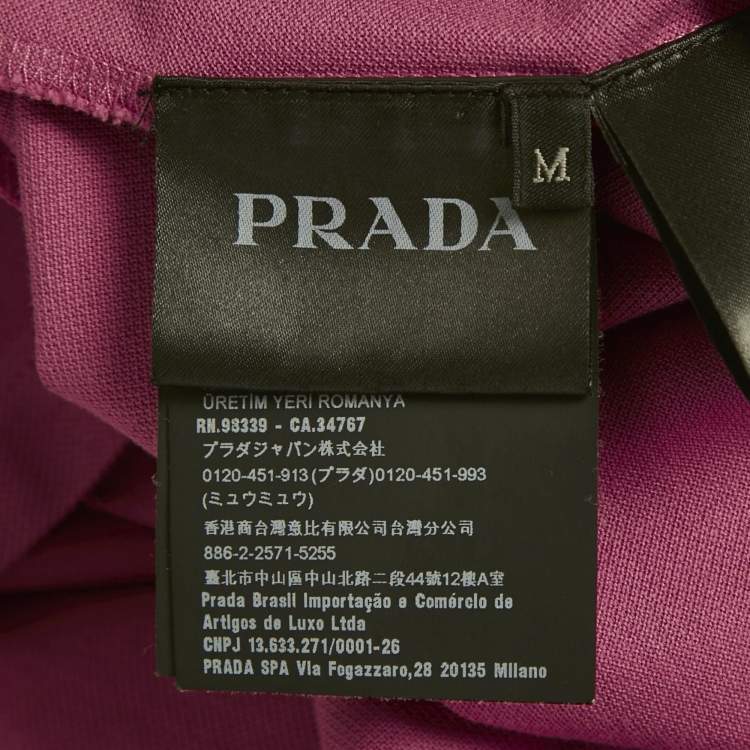 M
PRADA
ÜRETİM YERİ ROMANYA
RN.98339 - CA.34767
プラダジャパン株式会社
0120-451-913(プラダ)0120-451-993
(ミュウミュウ)
香港商台灣意比有限公司台灣分公司
886-2-2571-5255
臺北市中山區中山北路二段44號12樓A室
Prada Brasil Importação e Comércio de
Artigos de Luxo Ltda
CNPJ 13.633.271/0001-26
PRADA SPA Via Fogazzaro,28 20135 Milano